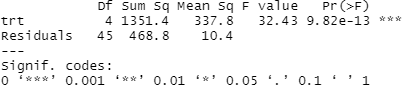 Df Sum Sq Mean Sq F value Pr(>F)
trt 4 1351.4 337.8 32.43 9.82e-13 ***
Residuals 45 468.8 10.4
---
Signif. codes:
0 ‘***’ 0.001 ‘**’ 0.01 ‘*’ 0.05 ‘.’ 0.1 ‘ ’ 1